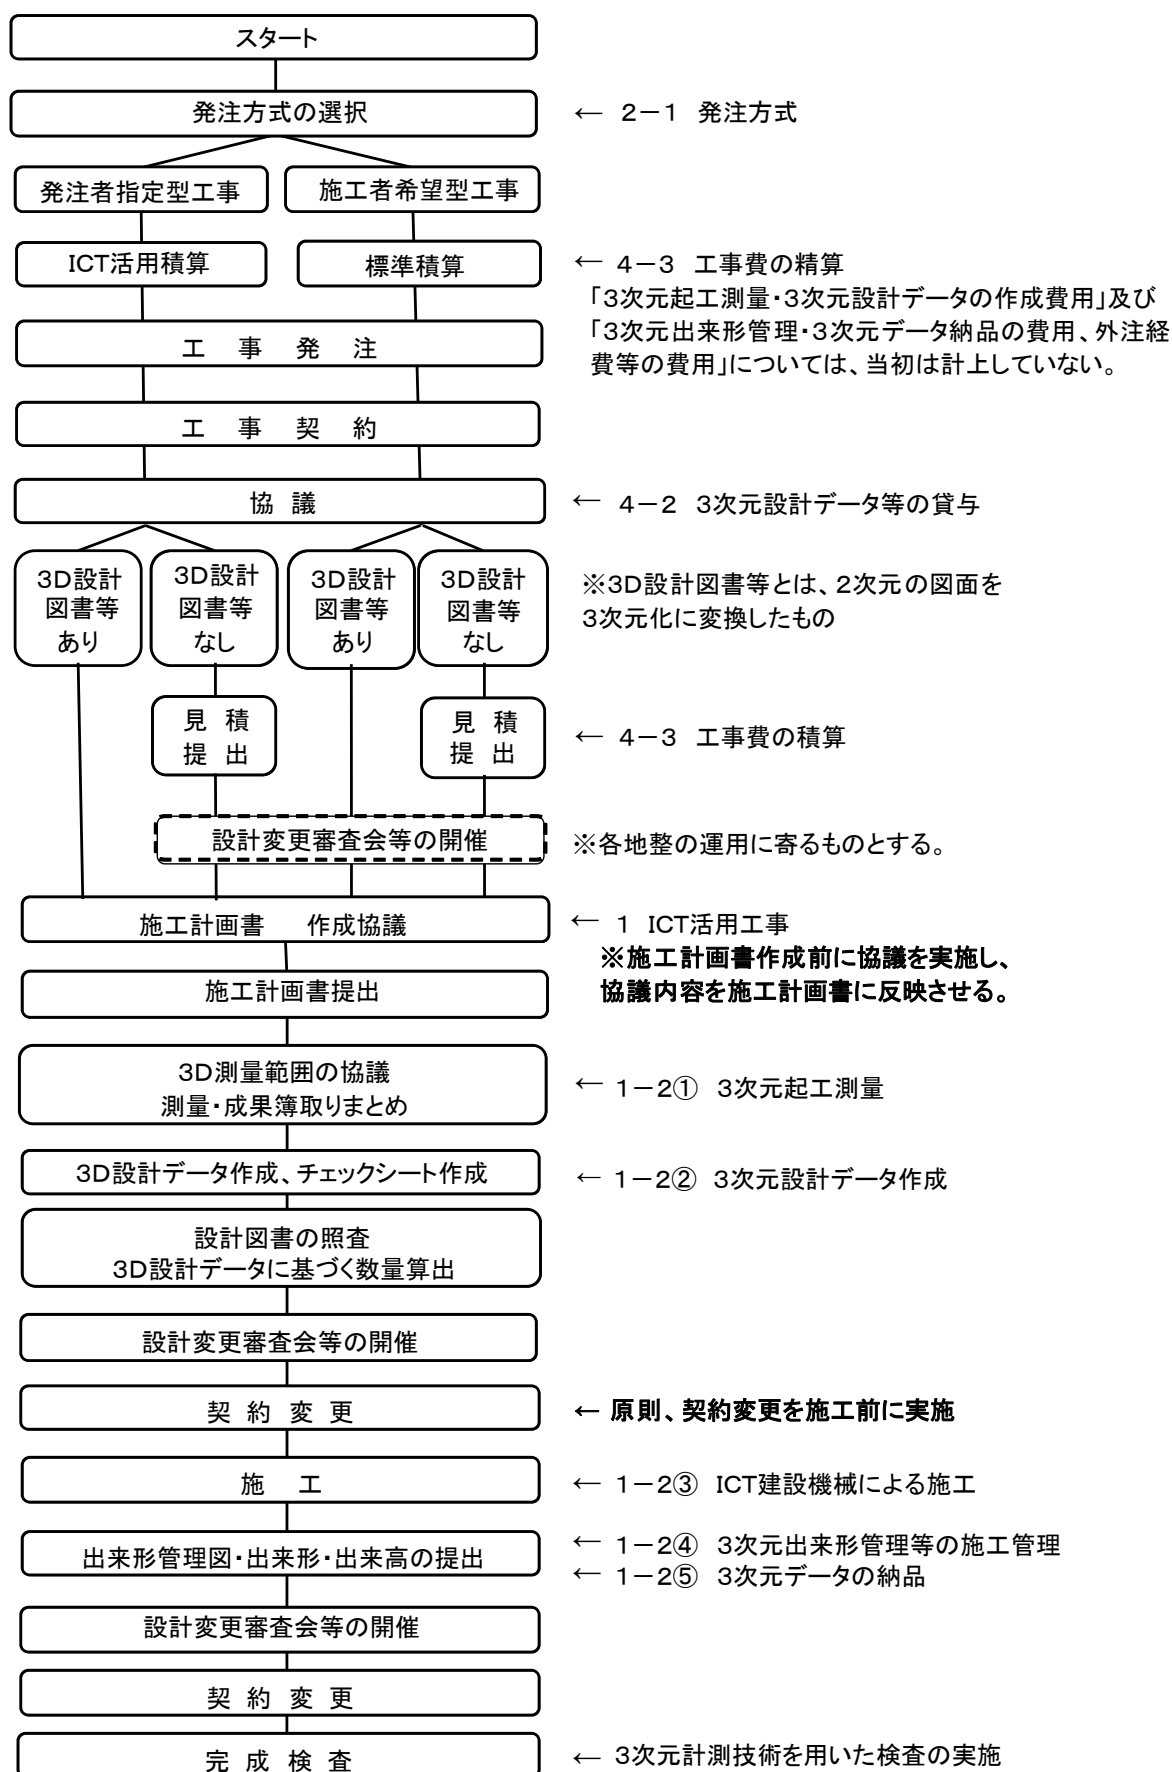 スタート
発注方式の選択
← 2－1 発注方式
発注者指定型工事
施工者希望型工事
ICT活用積算
標準積算
← 4－3 工事費の精算
「3次元起工測量・3次元設計データの作成費用」及び
「3次元出来形管理・3次元データ納品の費用、外注経
費等の費用」については、当初は計上していない。
工 事 発 注
工 事 契 約
協 議
← 4－2 3次元設計データ等の貸与
3D設計
図書等
あり
3D設計
図書等
なし
3D設計
図書等
あり
3D設計
図書等
なし
※3D設計図書等とは、2次元の図面を
3次元化に変換したもの
見 積
提 出
見 積
提 出
← 4－3 工事費の積算
設計変更審査会等の開催
※各地整の運用に寄るものとする。
施工計画書 作成協議
← 1 ICT活用工事
※施工計画書作成前に協議を実施し、
協議内容を施工計画書に反映させる。
施工計画書提出
3D測量範囲の協議
測量・成果簿取りまとめ
← 1－2① 3次元起工測量
3D設計データ作成、チェックシート作成
← 1－2② 3次元設計データ作成
設計図書の照査
3D設計データに基づく数量算出
設計変更審査会等の開催
契 約 変 更
← 原則、契約変更を施工前に実施
施 工
← 1－2③ ICT建設機械による施工
出来形管理図・出来形・出来高の提出
← 1－2④ 3次元出来形管理等の施工管理
← 1－2⑤ 3次元データの納品
設計変更審査会等の開催
契 約 変 更
完 成 検 査
← 3次元計測技術を用いた検査の実施